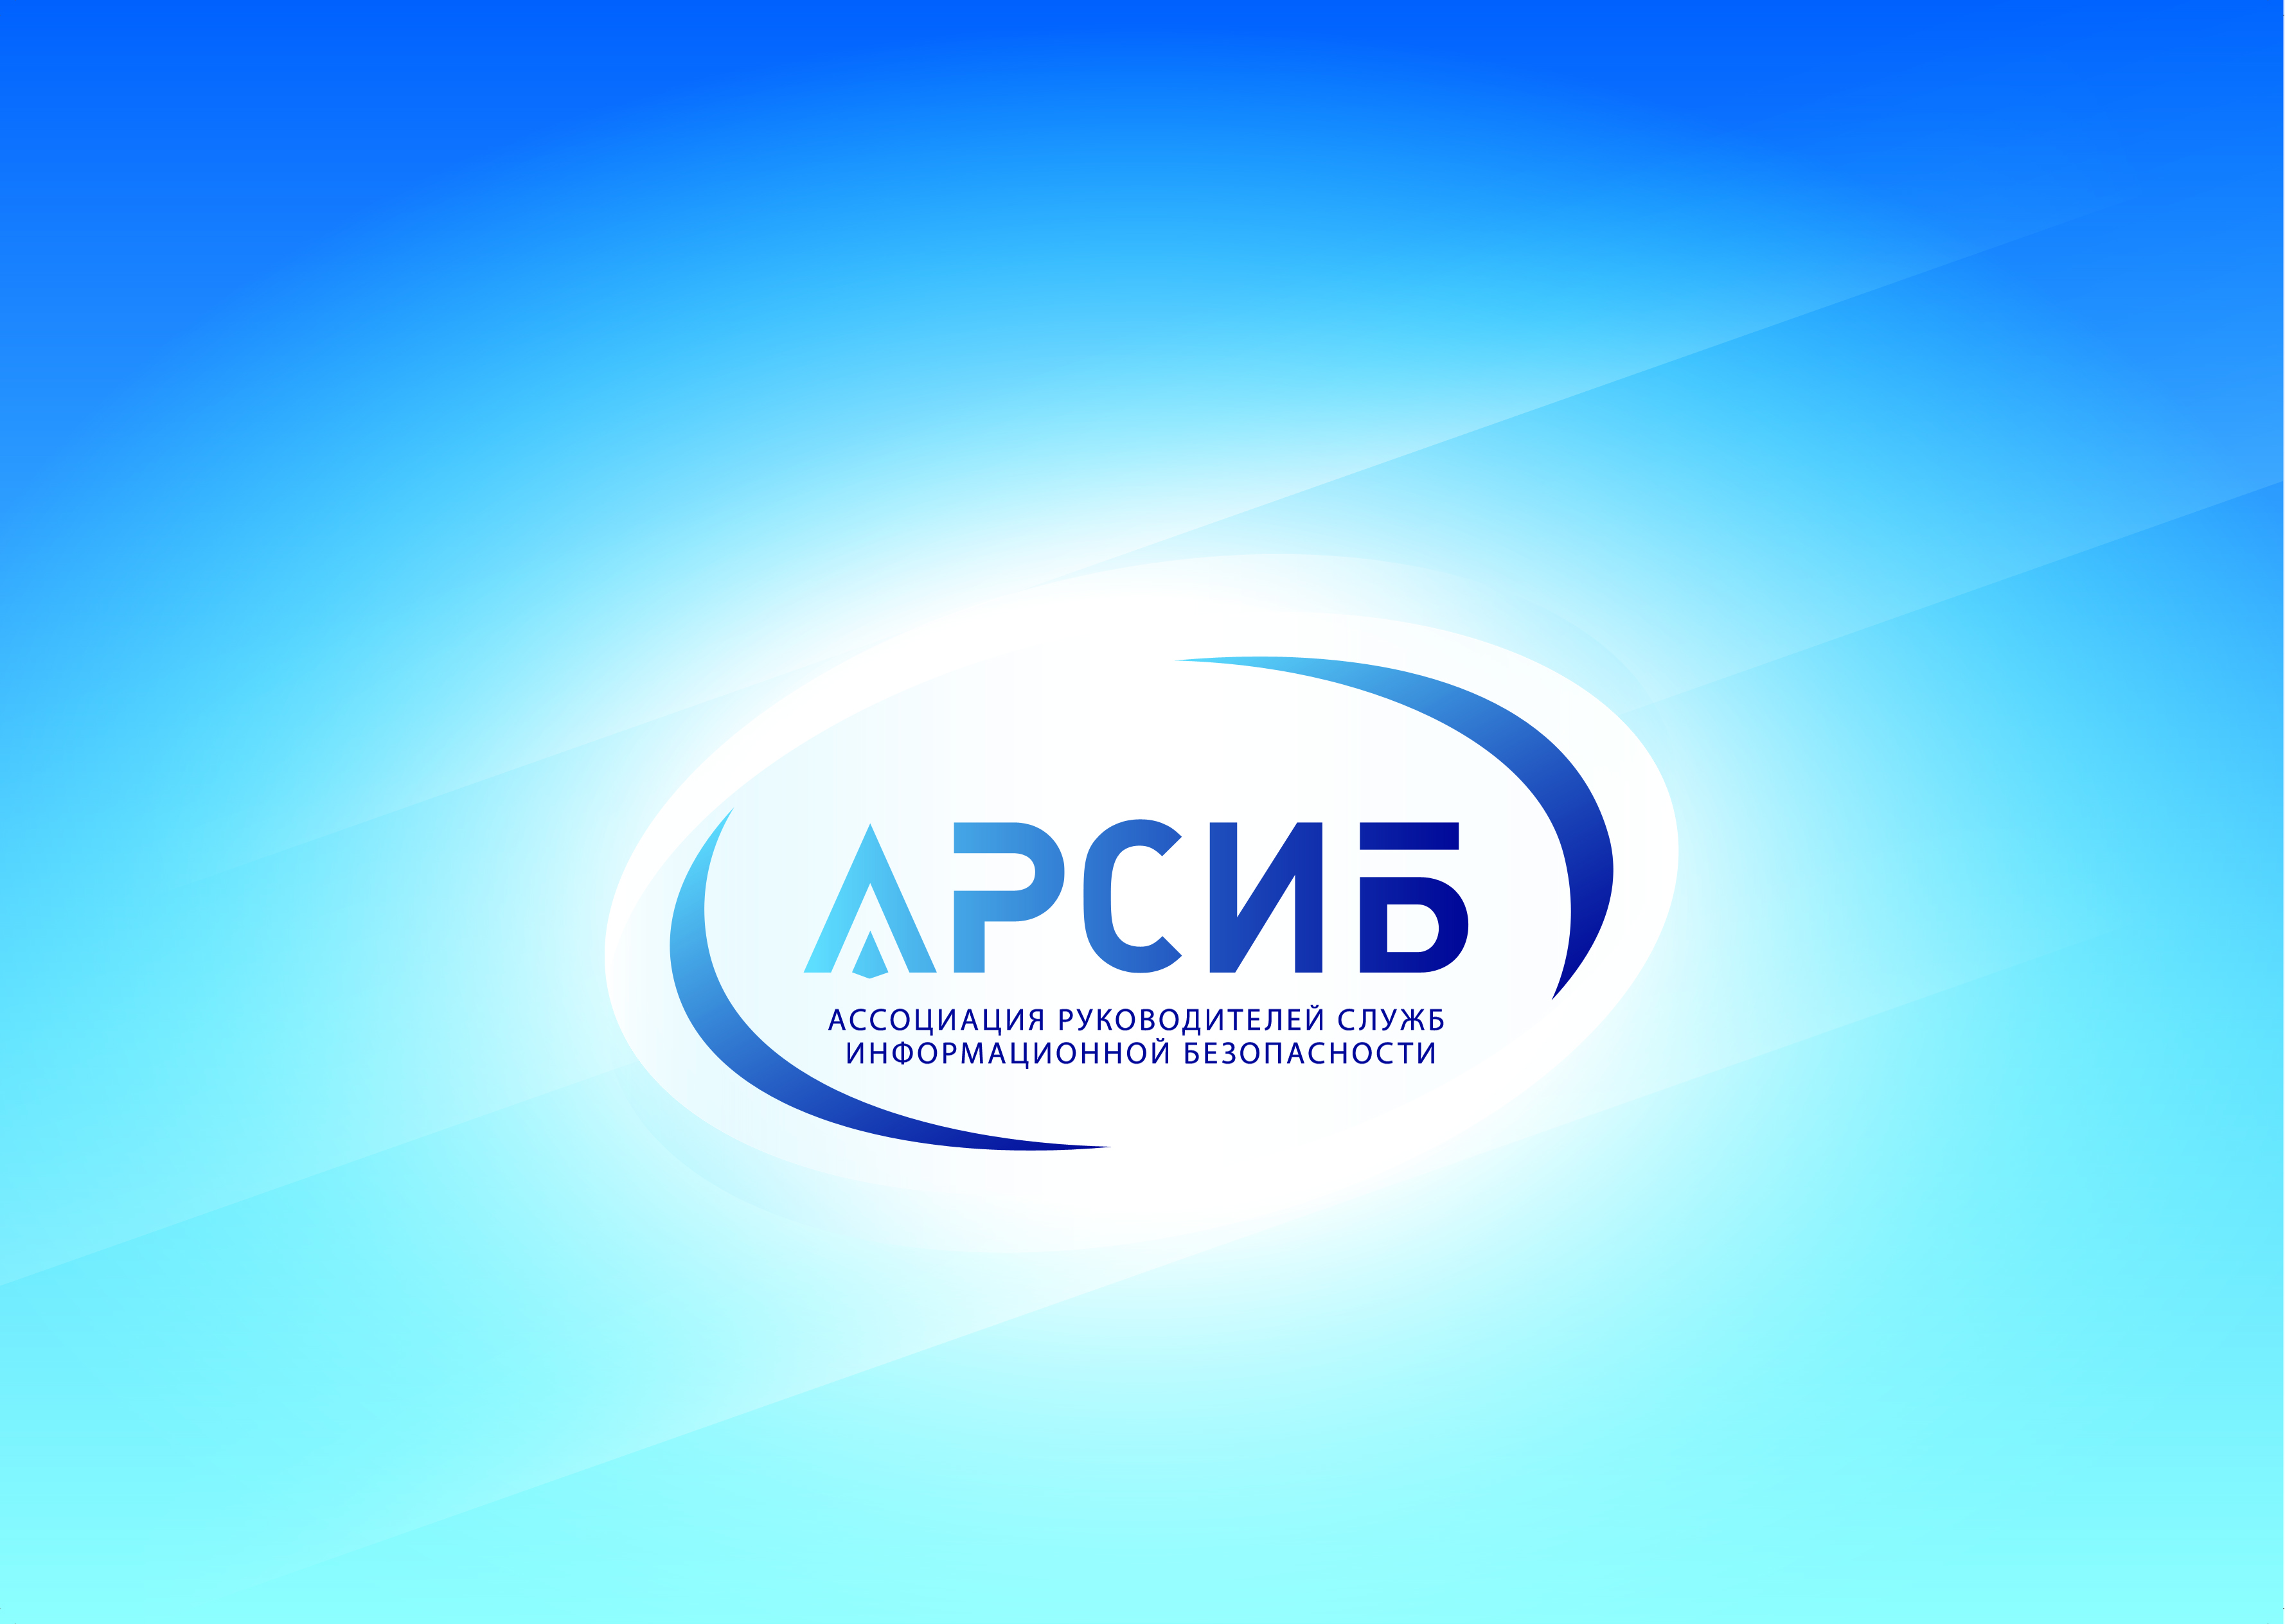 АРСИБ
АССОЦИАЦИЯ РУКОВОДИТЕЛЕЙ СЛУЖБ
ИНФОРМАЦИОННОЙ БЕЗОПАСНОСТИ